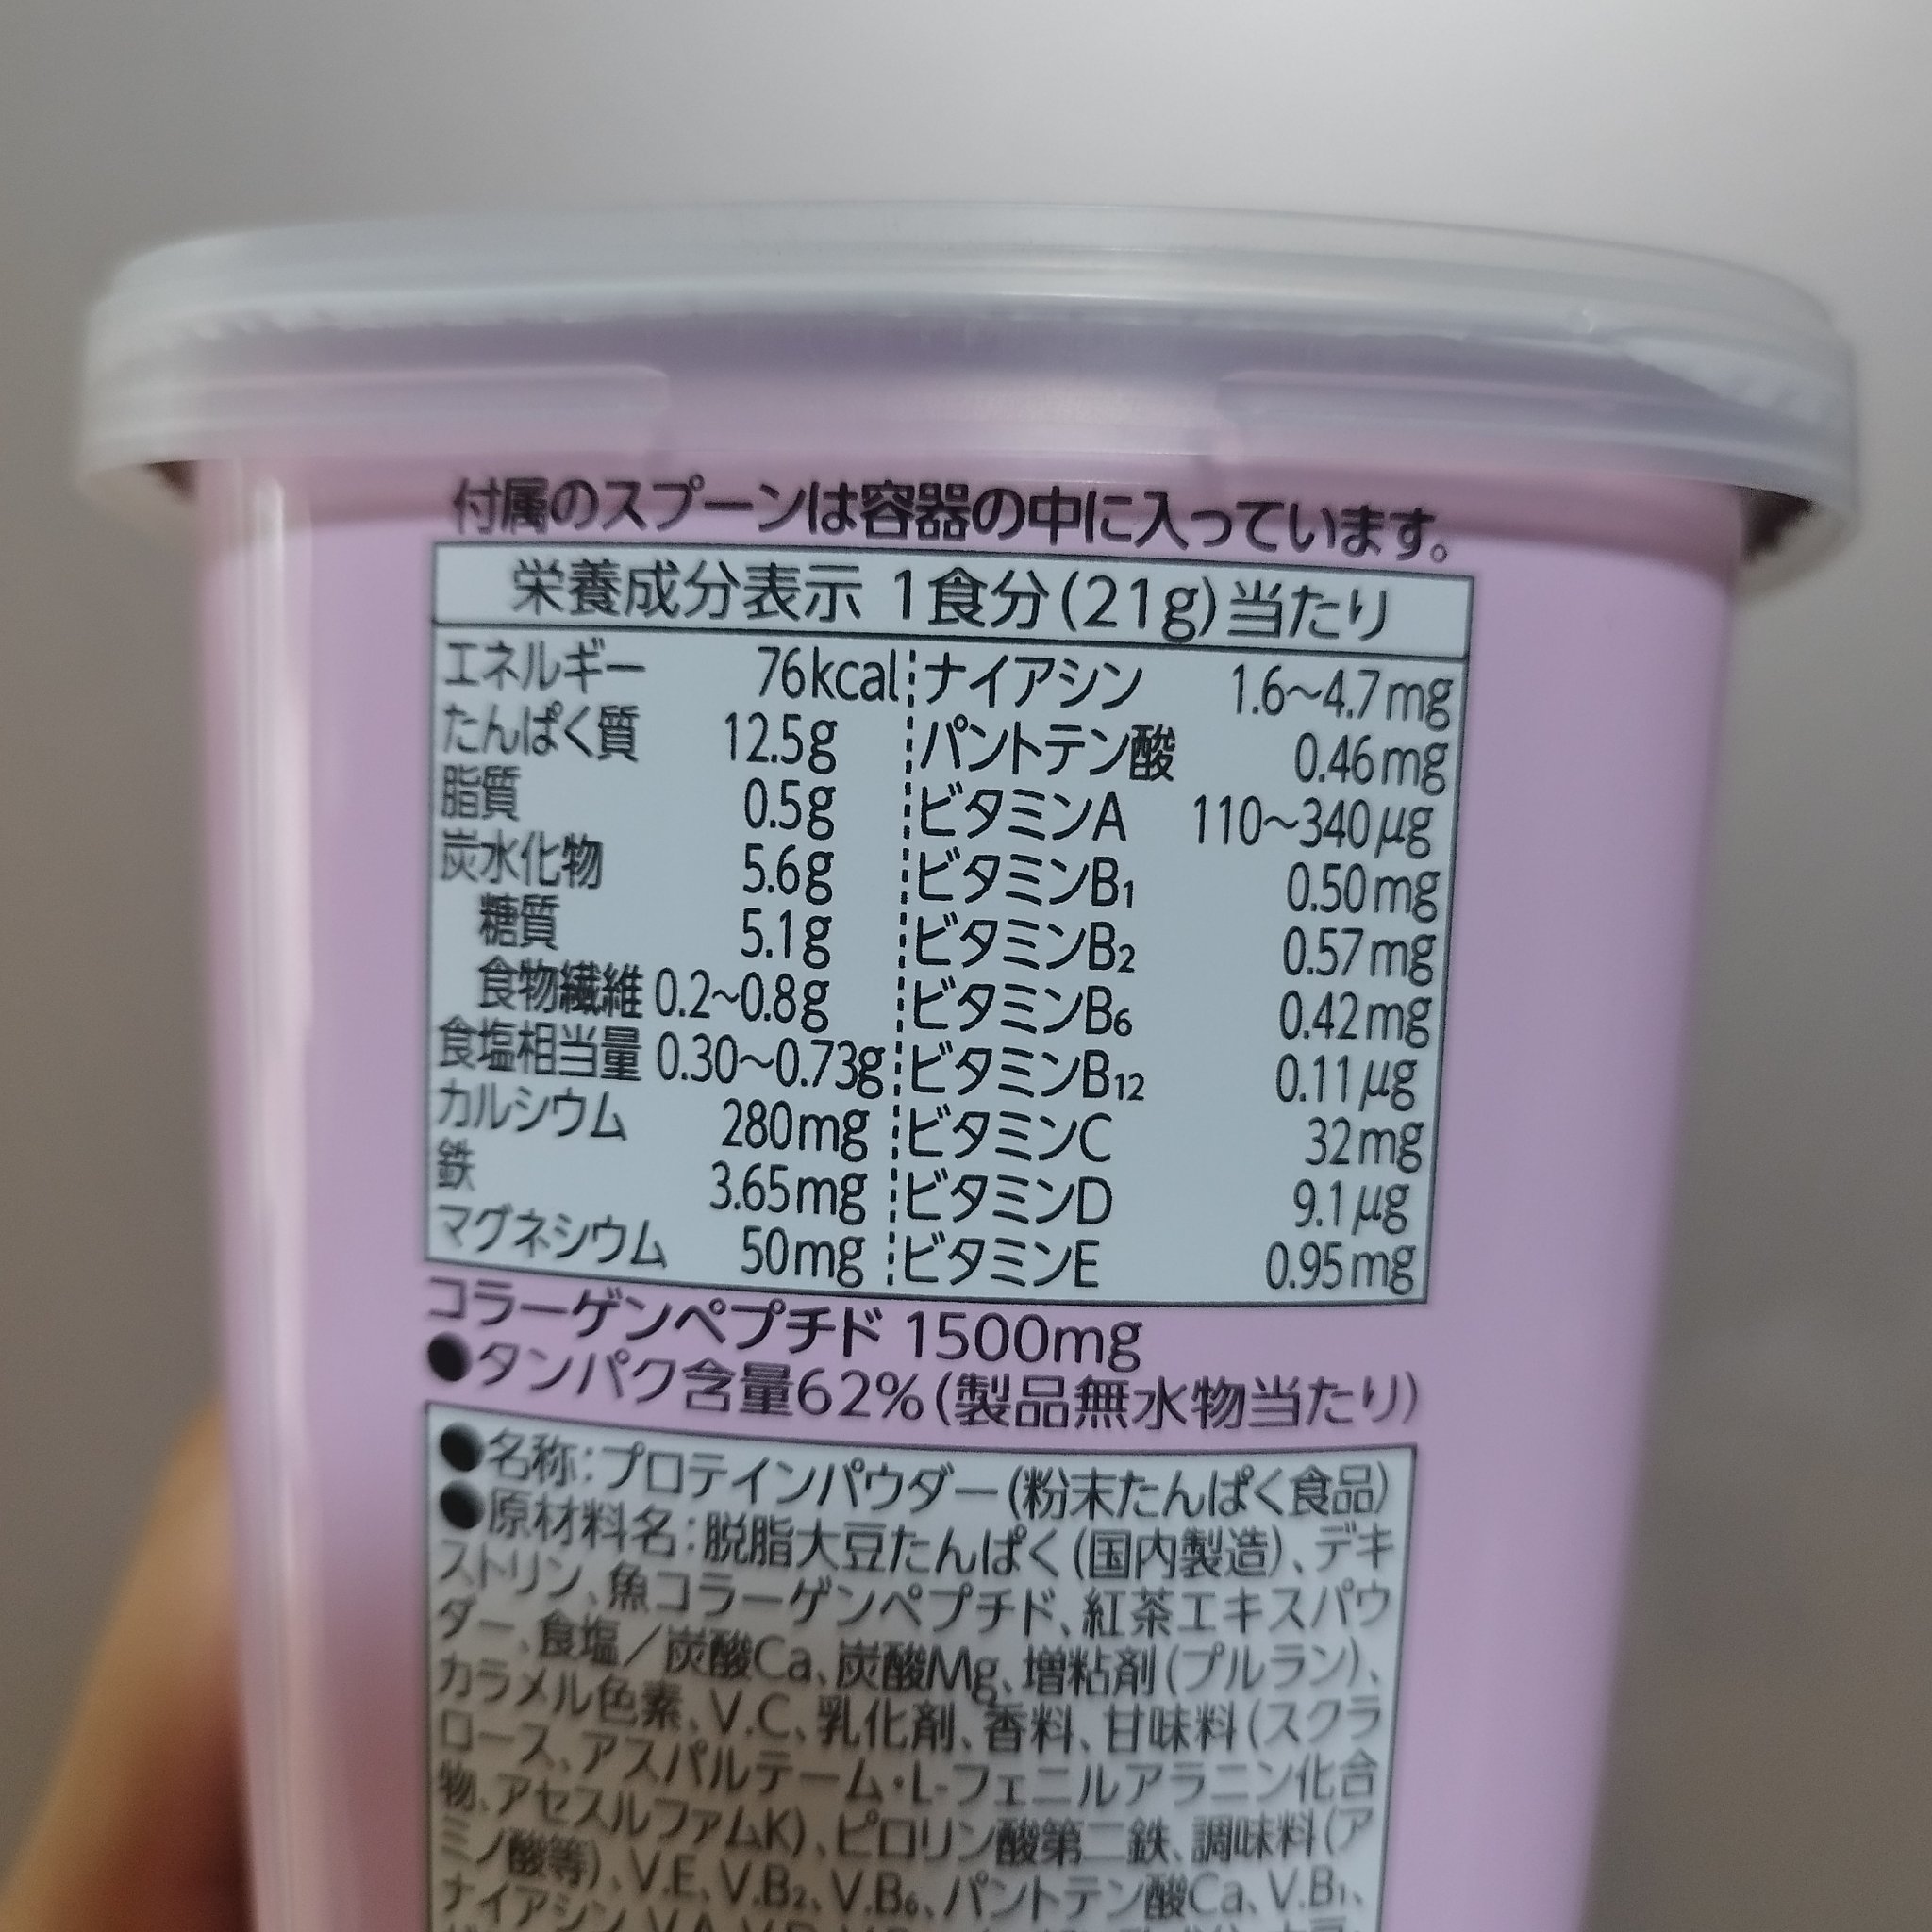 付属のスプーンは容器の中に入っています。
栄養成分表示 1食分(21g)当たり
エネルギー 76kcal
たんぱく質 12.5g
脂質 0.5g
炭水化物 5.6g
糖質 5.1g
食物繊維 0.2~0.8g
食塩相当量 0.30~0.73g
カルシウム 280mg
鉄 3.65mg
マグネシウム 50mg
ナイアシン 1.6~4.7mg
パントテン酸 0.46mg
ビタミンA 110~340μg
ビタミンB1 0.50mg
ビタミンB2 0.57mg
ビタミンB6 0.42mg
ビタミンB12 0.11μg
ビタミンC 32mg
ビタミンD 9.1μg
ビタミンE 0.95mg
コラーゲンペプチド 1500mg
●タンパク含量62%(製品無水物当たり)
●名称:プロテインパウダー(粉末たんぱく食品)
●原材料名:脱脂大豆たんぱく(国内製造)、デキ
ストリン、魚コラーゲンペプチド、紅茶エキスパウ
ダー、食塩/炭酸Ca、炭酸Mg、増粘剤(プルラン)、
カラメル色素、V.C、乳化剤、香料、甘味料(スクラ
ロース、アスパルテーム・L-フェニルアラニン化合
物、アセスルファムK)、ピロリン酸第二鉄、調味料(ア
ミノ酸等)、V.E、V.B2、V.B6、パントテン酸Ca、V.B1、
ナイアシン